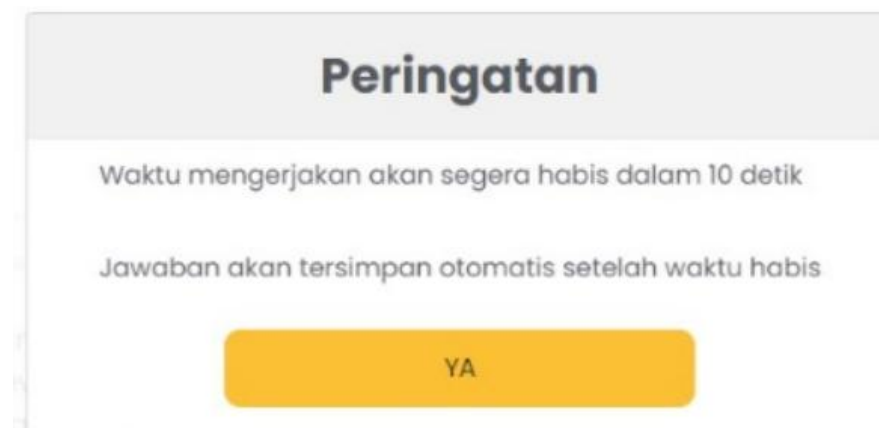 Peringatan
Waktu mengerjakan akan segera habis dalam 10 detik
Jawaban akan tersimpan otomatis setelah waktu habis
YA